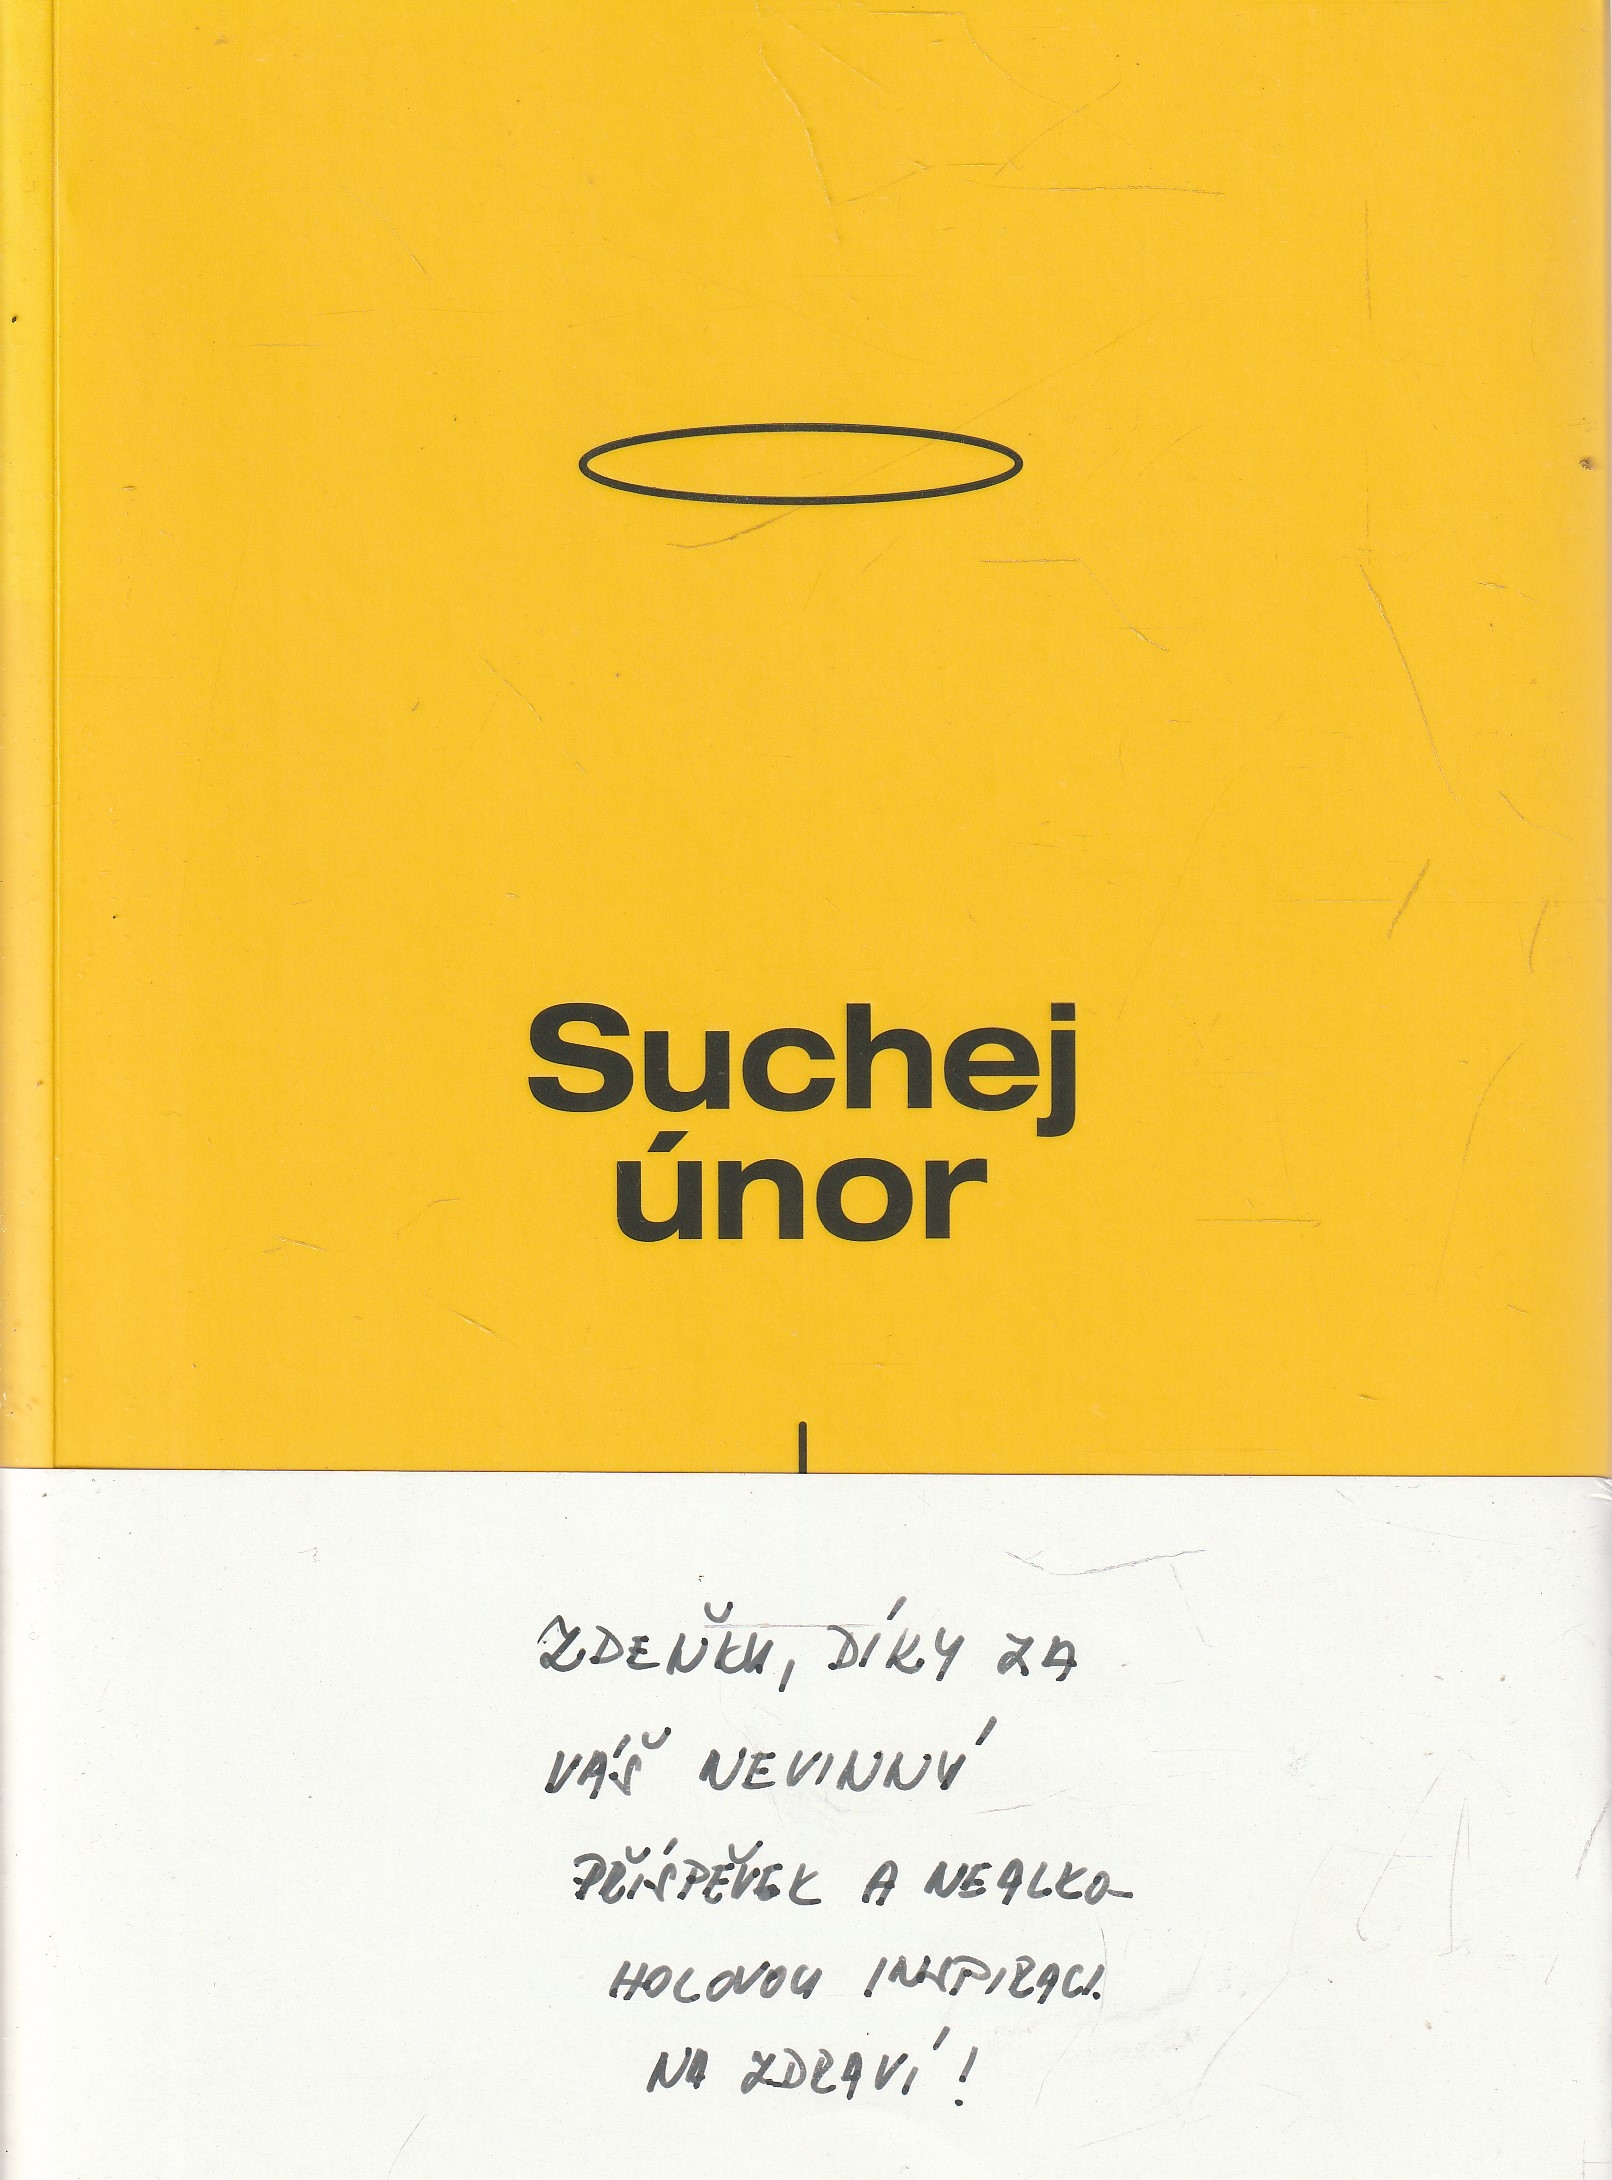 Suchej
únor
ZDEŇKU, DÍKY ZA
VÁŠ NEVINNÝ
PŘÍSPĚVEK A NEALKO-
HOLOVOU INSPIRACI.
NA ZDRAVÍ!